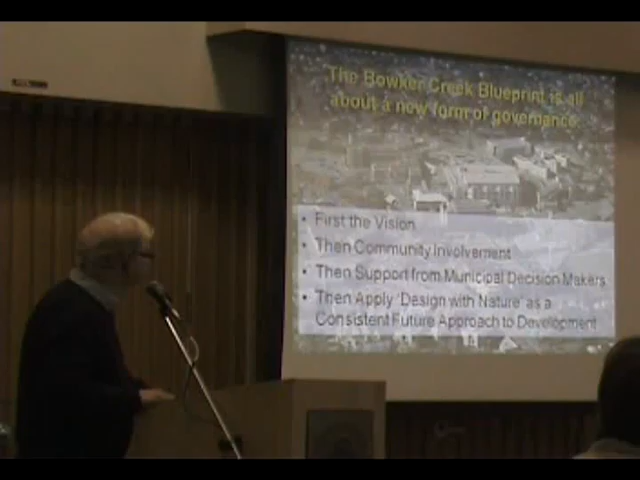 The Bowker Creek Blueprint is all
about a new form of governance.
• First the Vision
• Then Community Involvement
• Then Support from Municipal Decision Makers
• Then Apply 'Design with Nature' as a
Consistent Future Approach to Development